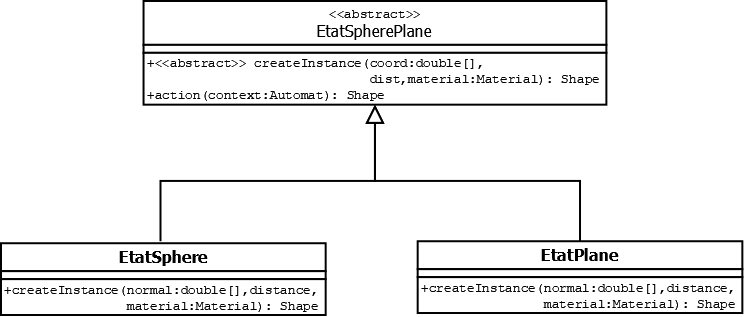 <<abstract>>
EtatSpherePlane
+<<abstract>> createInstance(coord:double[],
dist,material:Material): Shape
+action(context:Automat): Shape
EtatSphere
+createInstance(normal:double[],distance,
material:Material): Shape
EtatPlane
+createInstance(normal:double[],distance,
material:Material): Shape